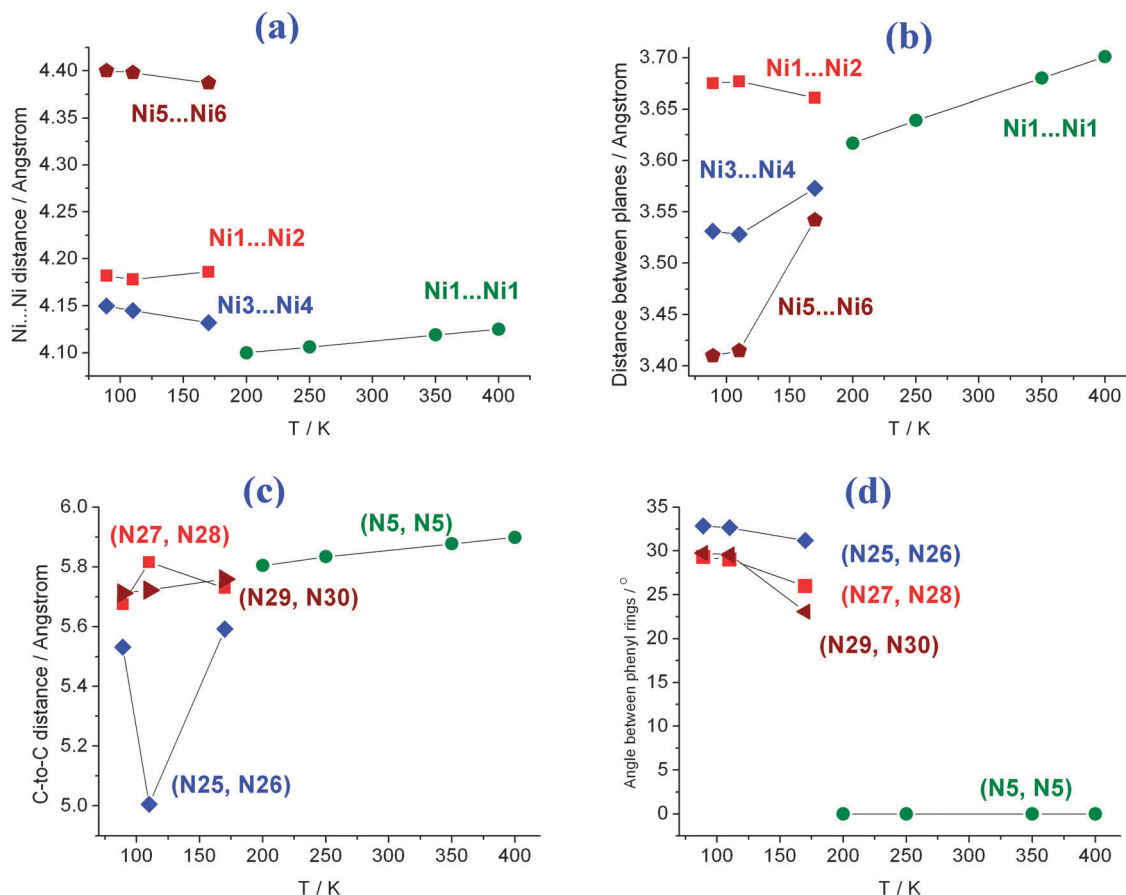 (a)
Ni...Ni distance / Angstrom
4.40
4.35
4.30
4.25
4.20
4.15
4.10
Ni5...Ni6
Ni1...Ni2
Ni3...Ni4
Ni1...Ni1
100 150 200 250 300 350 400
T / K
(b)
Distance between planes / Angstrom
3.70
3.65
3.60
3.55
3.50
3.45
3.40
Ni1...Ni2
Ni1...Ni1
Ni3...Ni4
Ni5...Ni6
100 150 200 250 300 350 400
T / K
(c)
C-to-C distance / Angstrom
6.0
5.8
5.6
5.4
5.2
5.0
(N27, N28)
(N5, N5)
(N29, N30)
(N25, N26)
100 150 200 250 300 350 400
T / K
(d)
Angle between phenyl rings / °
35
30
25
20
15
10
5
0
(N25, N26)
(N27, N28)
(N29, N30)
(N5, N5)
100 150 200 250 300 350 400
T / K